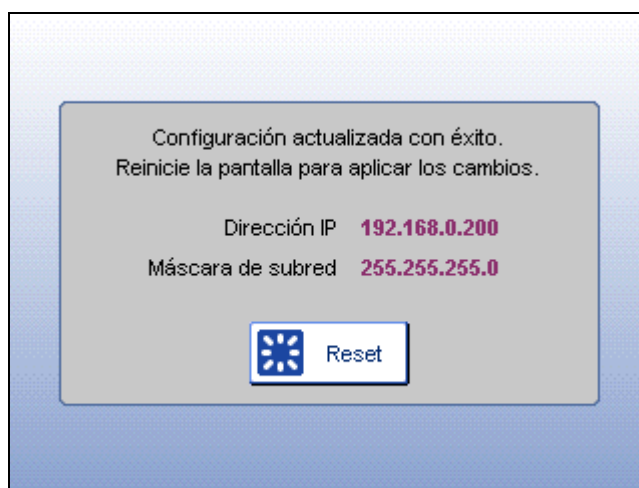 Configuración actualizada con éxito.
Reinicie la pantalla para aplicar los cambios.
Dirección IP 192.168.0.200
Máscara de subred 255.255.255.0
Reset